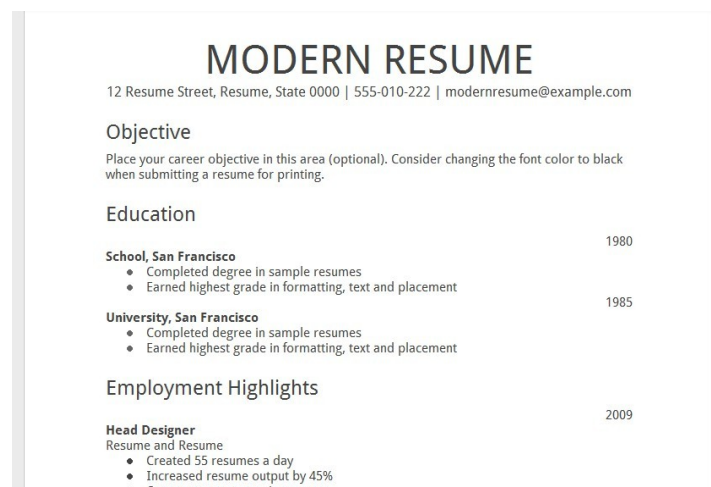 MODERN RESUME
12 Resume Street, Resume, State 0000 | 555-010-222 | modernresume@example.com
Objective
Place your career objective in this area (optional). Consider changing the font color to black
when submitting a resume for printing.
Education
1980
School, San Francisco
● Completed degree in sample resumes
● Earned highest grade in formatting, text and placement
1985
University, San Francisco
● Completed degree in sample resumes
● Earned highest grade in formatting, text and placement
Employment Highlights
2009
Head Designer
Resume and Resume
● Created 55 resumes a day
● Increased resume output by 45%